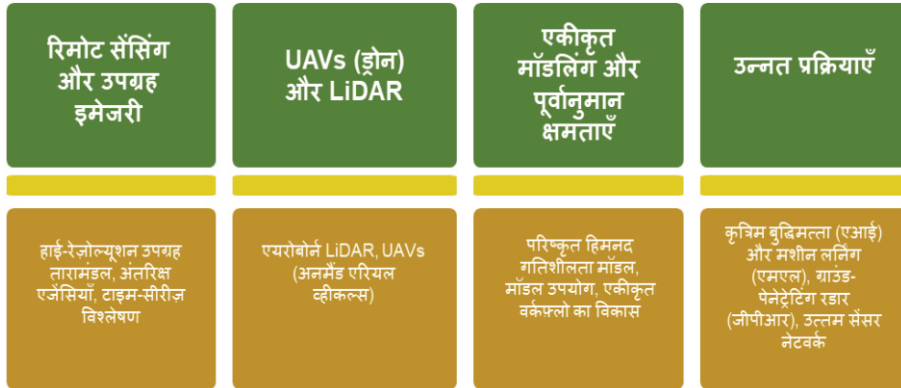 रिमोट सेंसिंग
और उपग्रह
इमेजरी
UAVs (ड्रोन)
और LiDAR
एकीकृत
मॉडलिंग और
पूर्वानुमान
क्षमताएँ
उन्नत प्रक्रियाएँ
हाई-रेज़ोल्यूशन उपग्रह
तारामंडल, अंतरिक्ष
एजेंसियाँ, टाइम-सीरीज़
विश्लेषण
एयरोबोर्न LiDAR, UAVs
(अनमैंड एरियल
व्हीकल्स)
परिष्कृत हिमनद
गतिशीलता मॉडल,
मॉडल उपयोग, एकीकृत
वर्कफ़्लो का विकास
कृत्रिम बुद्धिमत्ता (एआई)
और मशीन लर्निंग
(एमएल), ग्राउंड-
पेनेट्रेटिंग रडार
(जीपीआर), उत्तम सेंसर
नेटवर्क